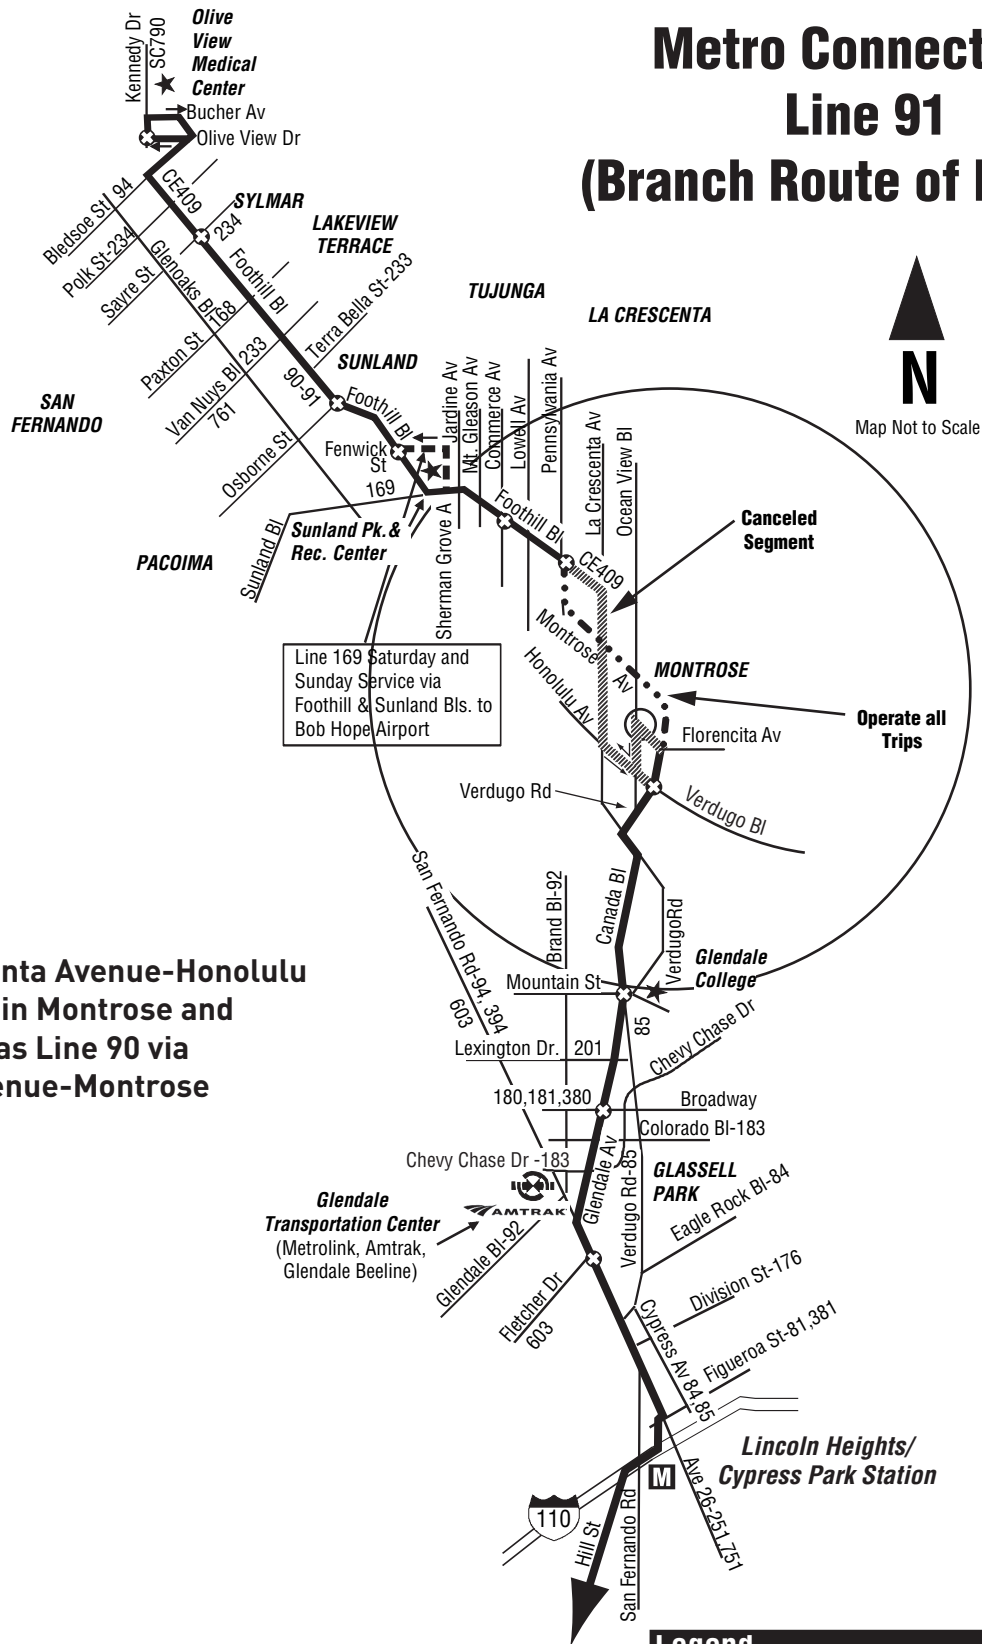 Metro Connect
Line 91
(Branch Route of
Olive
View
Medical
Center
Kennedy Dr
SC790
Bucher Av
Olive View Dr
Bledsoe St
94
CE409
SYLMAR
234
LAKEVIEW
TERRACE
Polk St-234
Sayre St
Glenoaks Bl
Foothill Bl
Paxton St
168
Terra Bella St-233
Van Nuys Bl 233
761
90-91
SUNLAND
TUJUNGA
LA CRESCENTA
N
Map Not to Scale
SAN
FERNANDO
Osborne St
Foothill Bl
Fenwick
St
169
Jardine Av
Mt. Gleason Av
Commerce Av
Lowell Av
Pennsylvania Av
La Crescenta Av
Ocean View Bl
Sunland Pk. &
Rec. Center
Sunland Bl
PACOIMA
Sherman Grove A
Foothill Bl
CE409
Canceled
Segment
Montrose
Av
Honolulu Av
MONTROSE
Line 169 Saturday and
Sunday Service via
Foothill & Sunland Bls. to
Bob Hope Airport
Operate all
Trips
Florencita Av
Verdugo Rd
Verdugo Bl
San Fernando Rd-94, 394
603
Brand Bl-92
Canada Bl
VerdugoRd
Glendale
College
Mountain St
85
nta Avenue-Honolulu
in Montrose and
as Line 90 via
enue-Montrose
Lexington Dr.
201
Chevy Chase Dr
180,181,380
Broadway
Colorado Bl-183
Chevy Chase Dr -183
Glendale Av
Verdugo Rd-85
GLASSELL
PARK
AMTRAK
Glendale
Transportation Center
(Metrolink, Amtrak,
Glendale Beeline)
Glendale Bl-92
Eagle Rock Bl-84
Fletcher Dr
603
Division St-176
Cypress Av 84,85
Figueroa St-81,381
Lincoln Heights/
Cypress Park Station
M
Ave 26-251,751
110
Hill St
San Fernando Rd
Legend